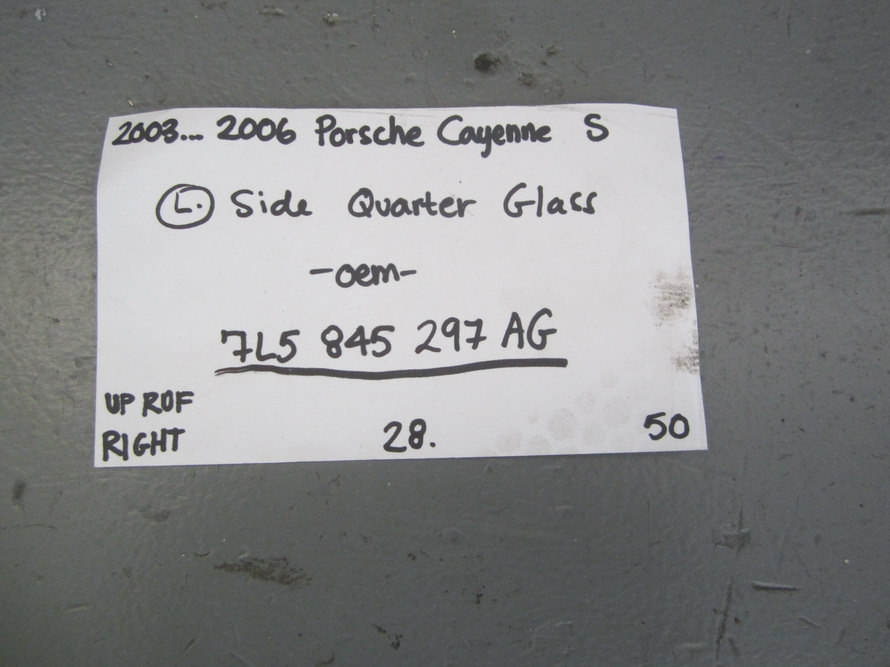 2003... 2006 Porsche Cayenne S
L. Side Quarter Glass
-oem-
7L5 845 297 AG
UP ROF
RIGHT 28. 50